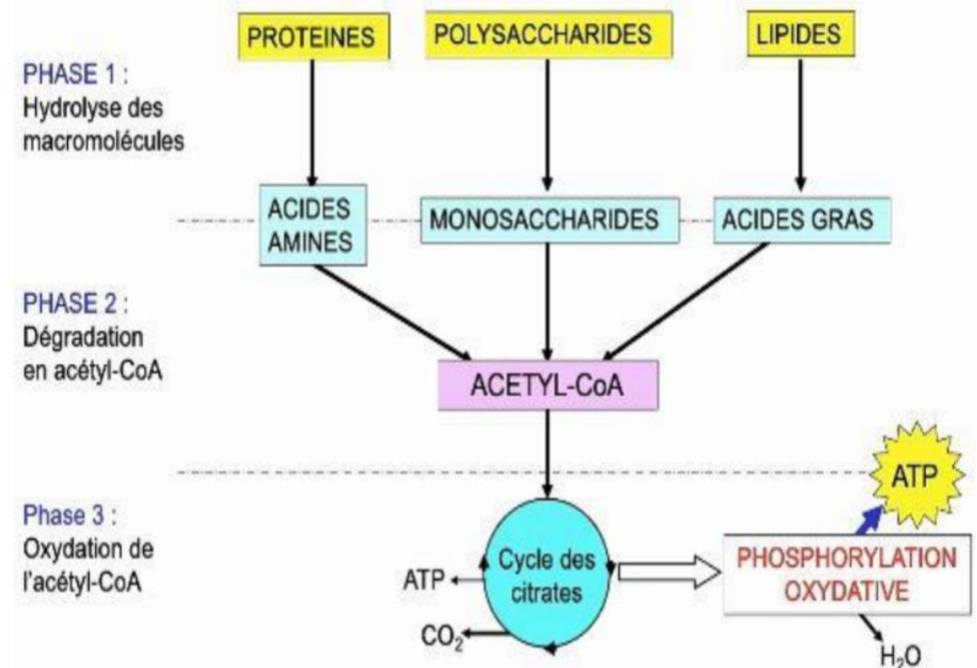 PROTEINES
POLYSACCHARIDES
LIPIDES
PHASE 1 :
Hydrolyse des
macromolécules
ACIDES
AMINES
MONOSACCHARIDES
ACIDES GRAS
PHASE 2 :
Dégradation
en acétyl-CoA
ACETYL-CoA
ATP
Phase 3 :
Oxydation de
l'acétyl-CoA
Cycle des
citrates
ATP
CO₂
PHOSPHORYLATION
OXYDATIVE
H₂O